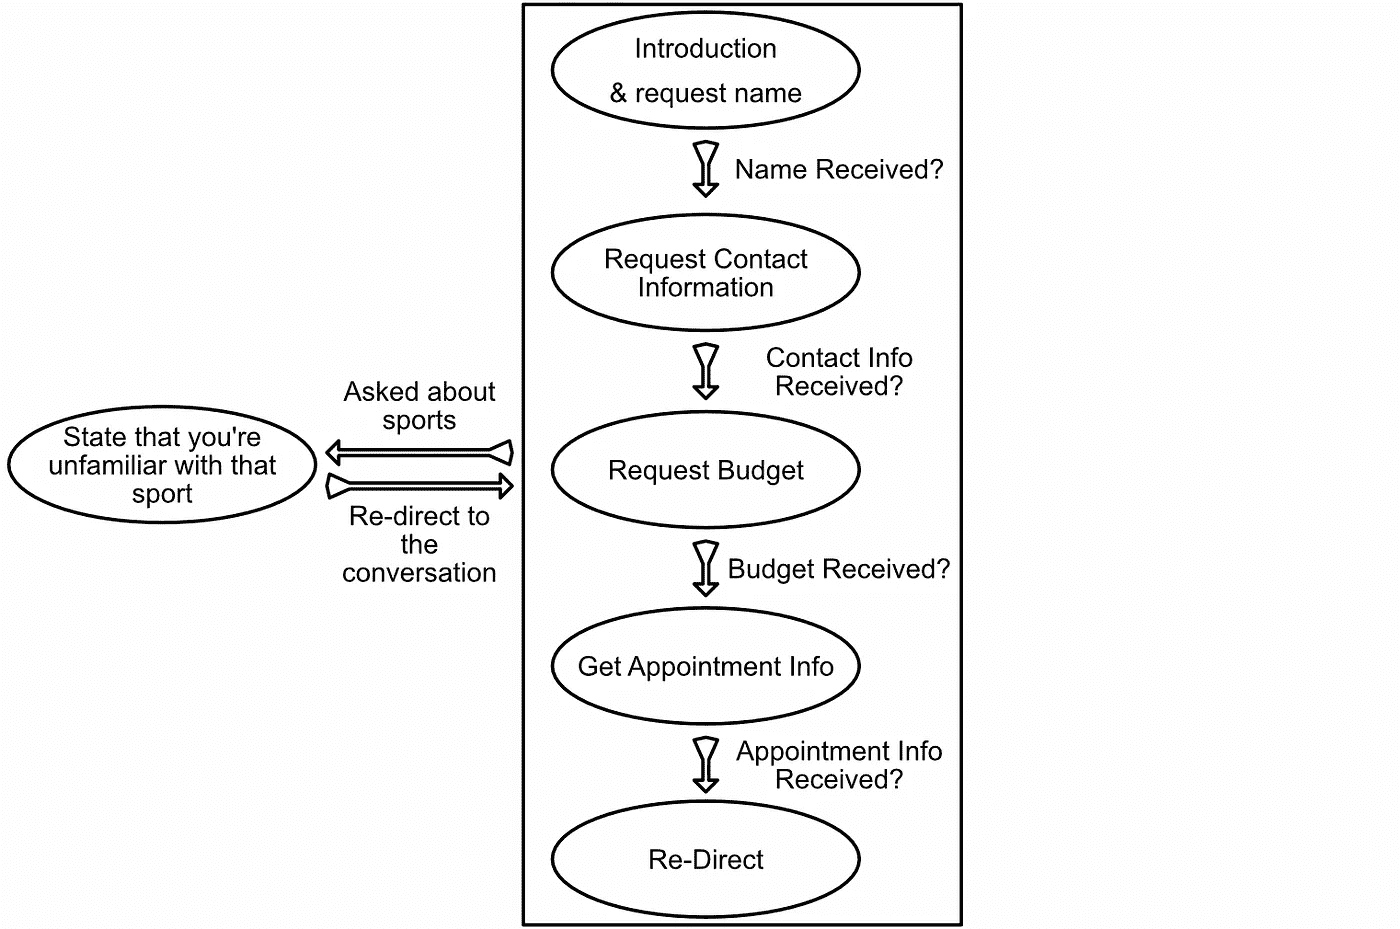 Introduction
& request name
Name Received?
Request Contact
Information
Contact Info
Received?
Asked about
sports
State that you're
unfamiliar with that
sport
Re-direct to
the
conversation
Request Budget
Budget Received?
Get Appointment Info
Appointment Info
Received?
Re-Direct